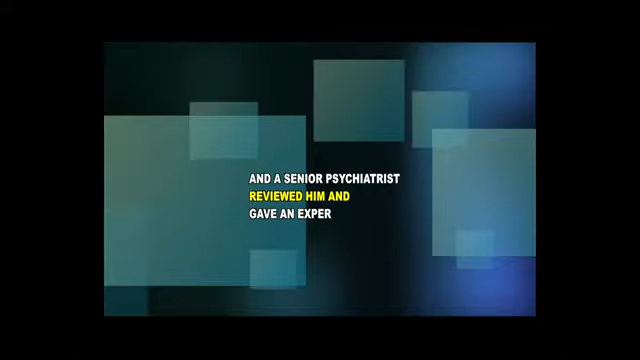 AND A SENIOR PSYCHIATRIST
REVIEWED HIM AND
GAVE AN EXPER